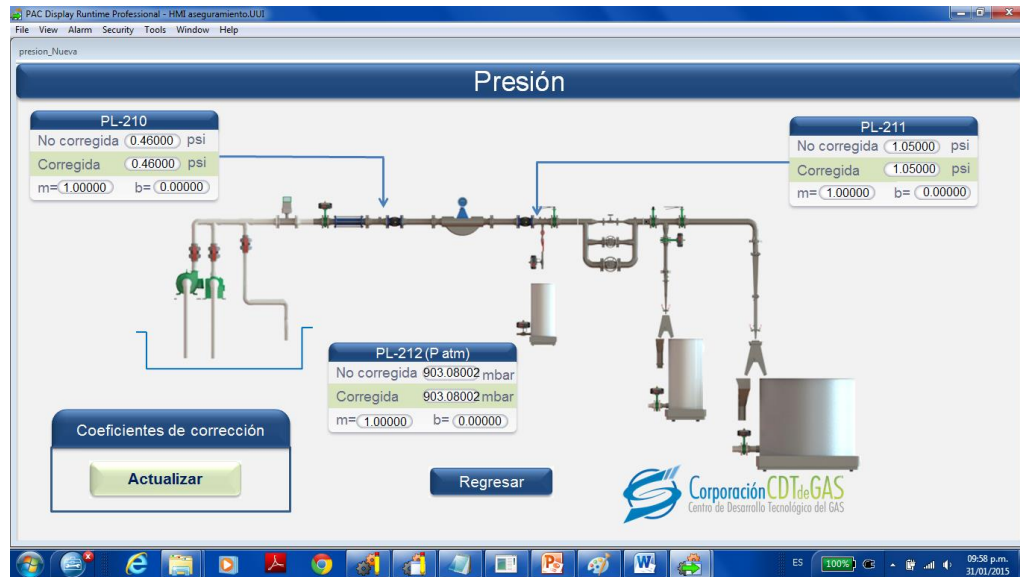 PAC Display Runtime Professional - HMI aseguramiento.UUI
File View Alarm Security Tools Window Help
presion_Nueva
Presión
PL-210
No corregida 0.46000 psi
Corregida 0.46000 psi
m= 1.00000 b= 0.00000
PL-211
No corregida 1.05000 psi
Corregida 1.05000 psi
m= 1.00000 b= 0.00000
PL-212 (P atm)
No corregida 903.08002 mbar
Corregida 903.08002 mbar
m= 1.00000 b= 0.00000
Coeficientes de corrección
Actualizar
Regresar
Corporación CDTdeGAS
Centro de Desarrollo Tecnológico del GAS
ES 100% 09:58 p.m.
31/01/2015